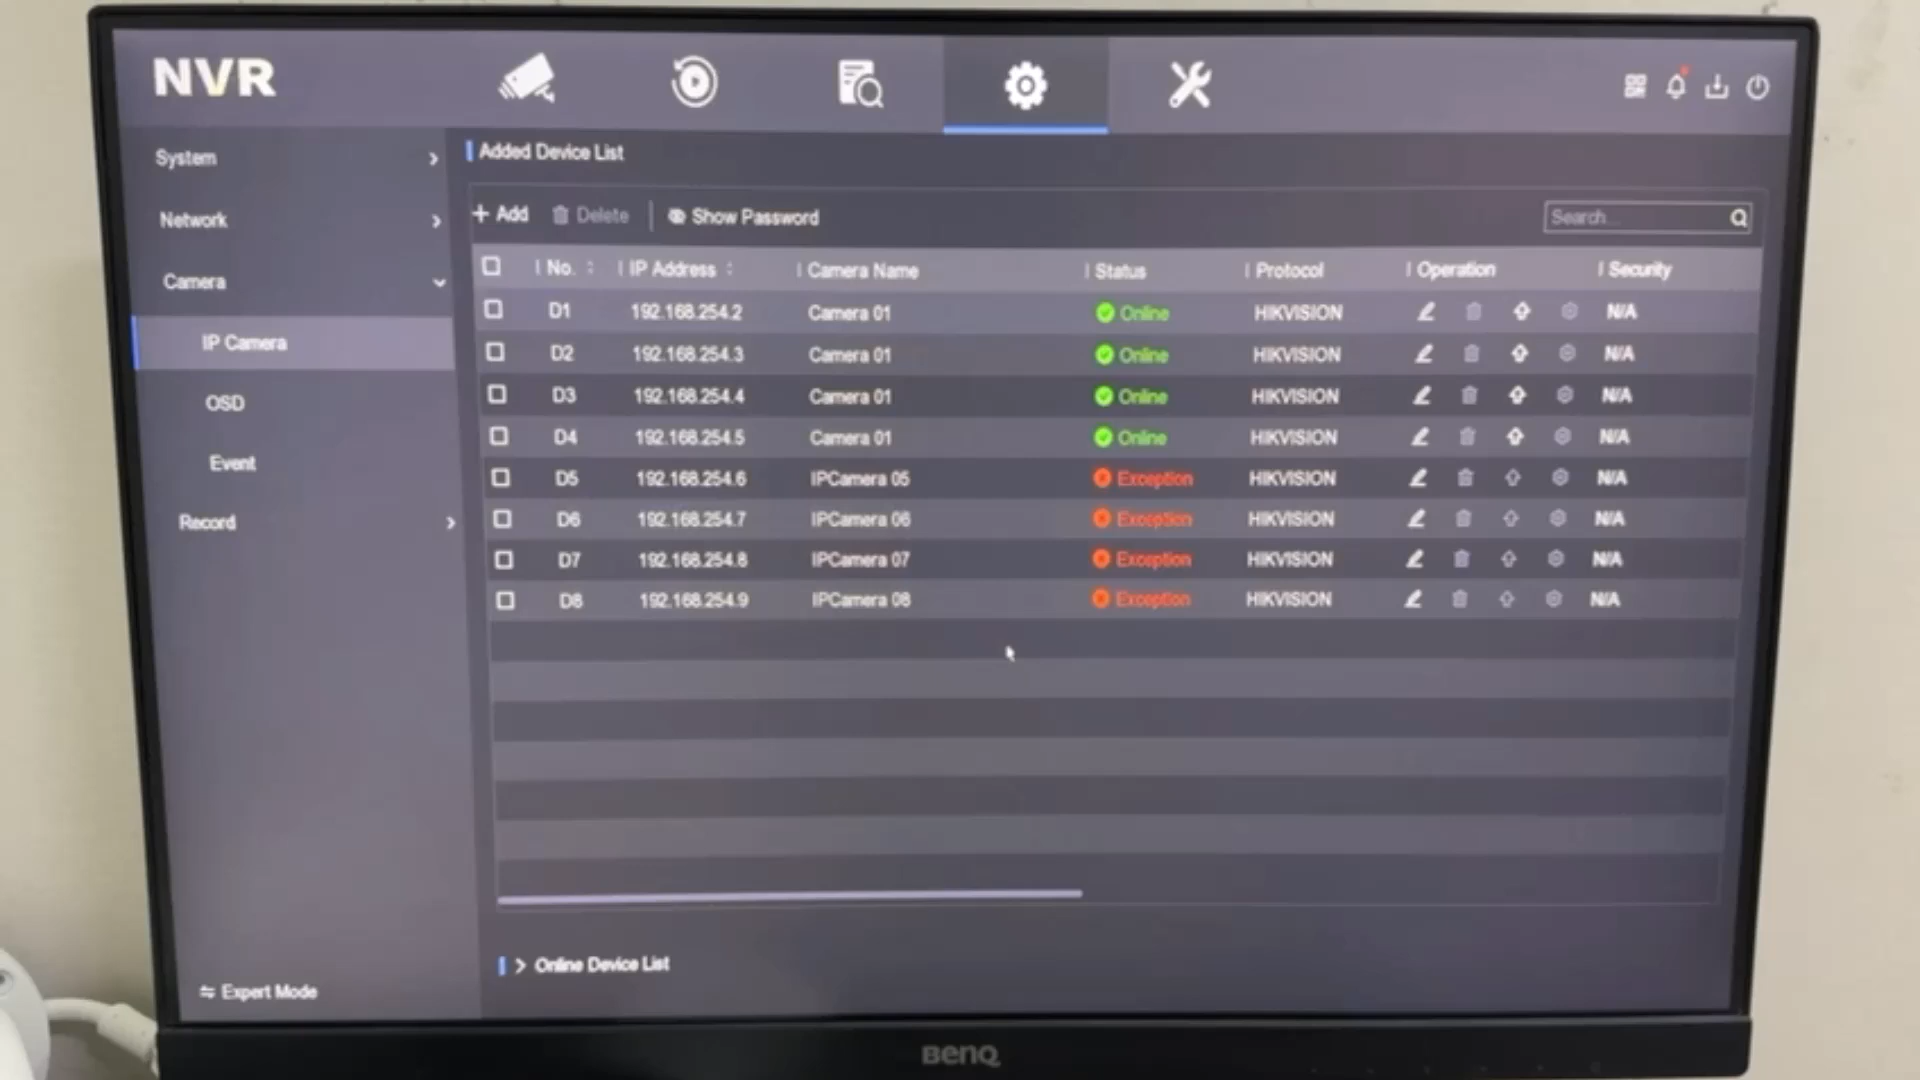 NVR
System
Network
Camera
IP Camera
OSD
Event
Record
Expert Mode
Added Device List
+ Add Delete Show Password Search...
No. IP Address Camera Name Status Protocol Operation Security
D1 192.168.254.2 Camera 01 Online HIKVISION N/A
D2 192.168.254.3 Camera 01 Online HIKVISION N/A
D3 192.168.254.4 Camera 01 Online HIKVISION N/A
D4 192.168.254.5 Camera 01 Online HIKVISION N/A
D5 192.168.254.6 IPCamera 05 Exception HIKVISION N/A
D6 192.168.254.7 IPCamera 06 Exception HIKVISION N/A
D7 192.168.254.8 IPCamera 07 Exception HIKVISION N/A
D8 192.168.254.9 IPCamera 08 Exception HIKVISION N/A
Online Device List
BenQ